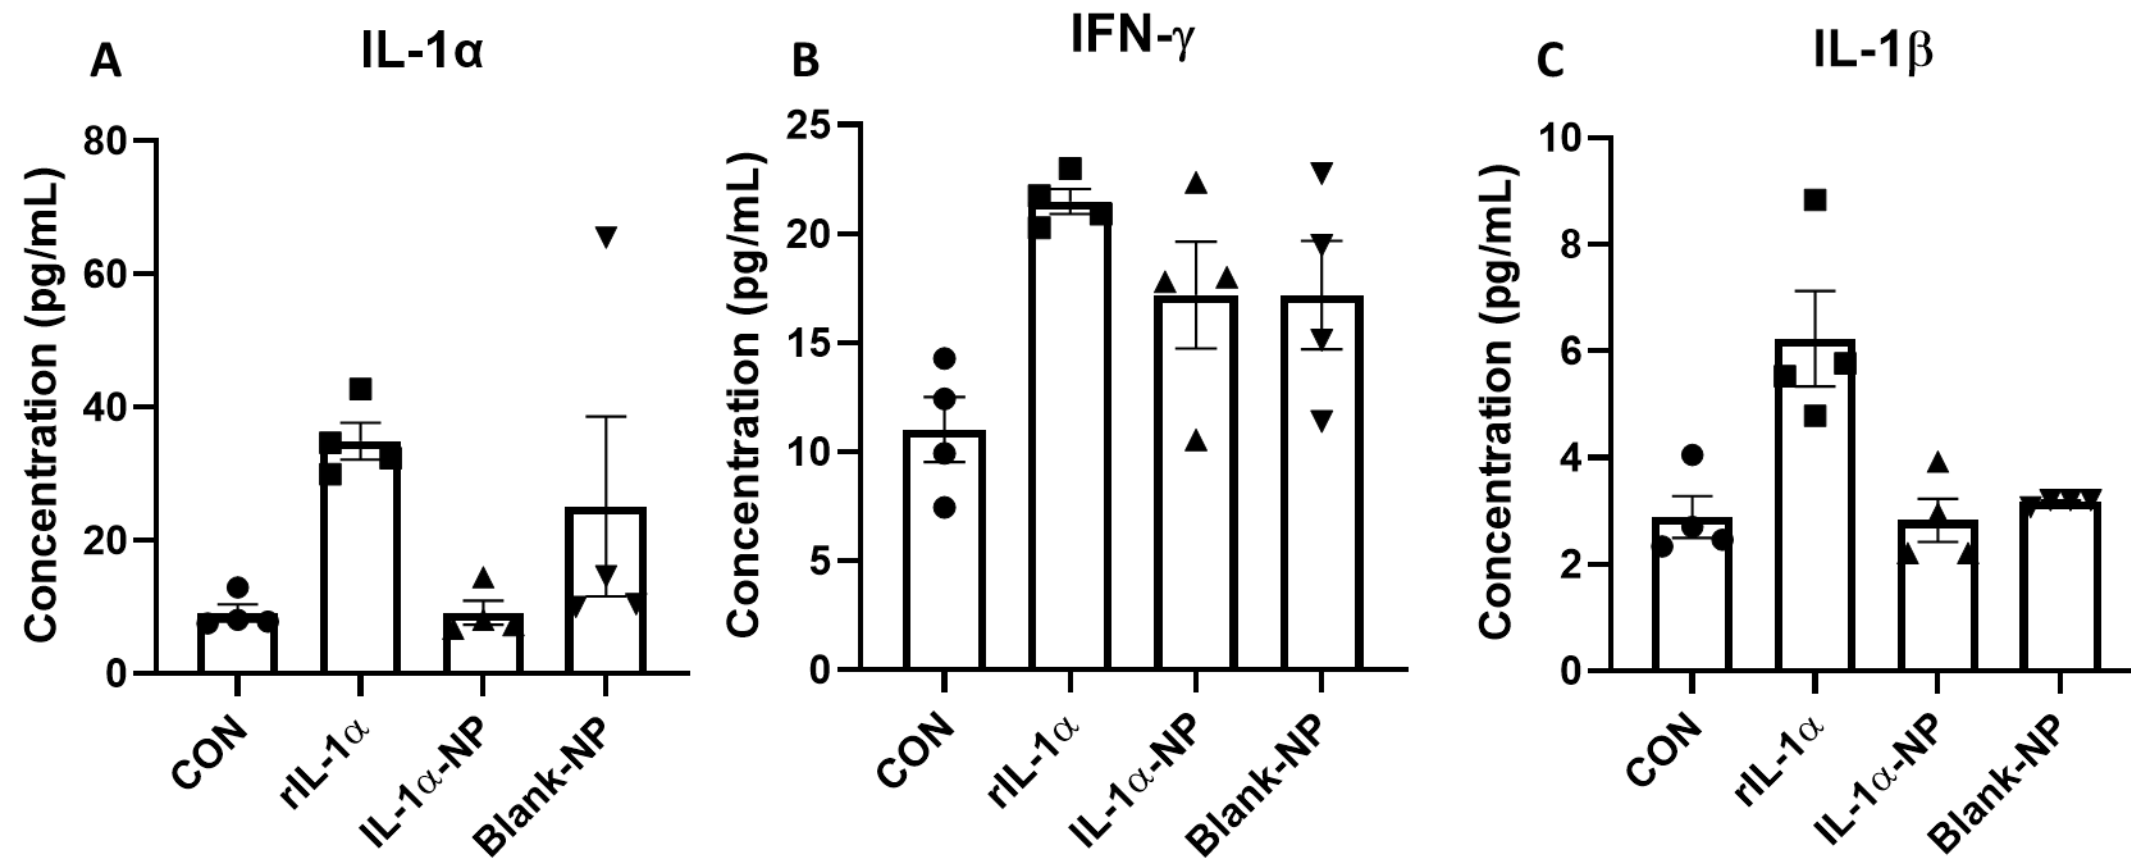 A
IL-1α
Concentration (pg/mL)
80
60
40
20
0
CON
rIL-1α
IL-1α-NP
Blank-NP
B
IFN-γ
Concentration (pg/mL)
25
20
15
10
5
0
CON
rIL-1α
IL-1α-NP
Blank-NP
C
IL-1β
Concentration (pg/mL)
10
8
6
4
2
0
CON
rIL-1α
IL-1α-NP
Blank-NP